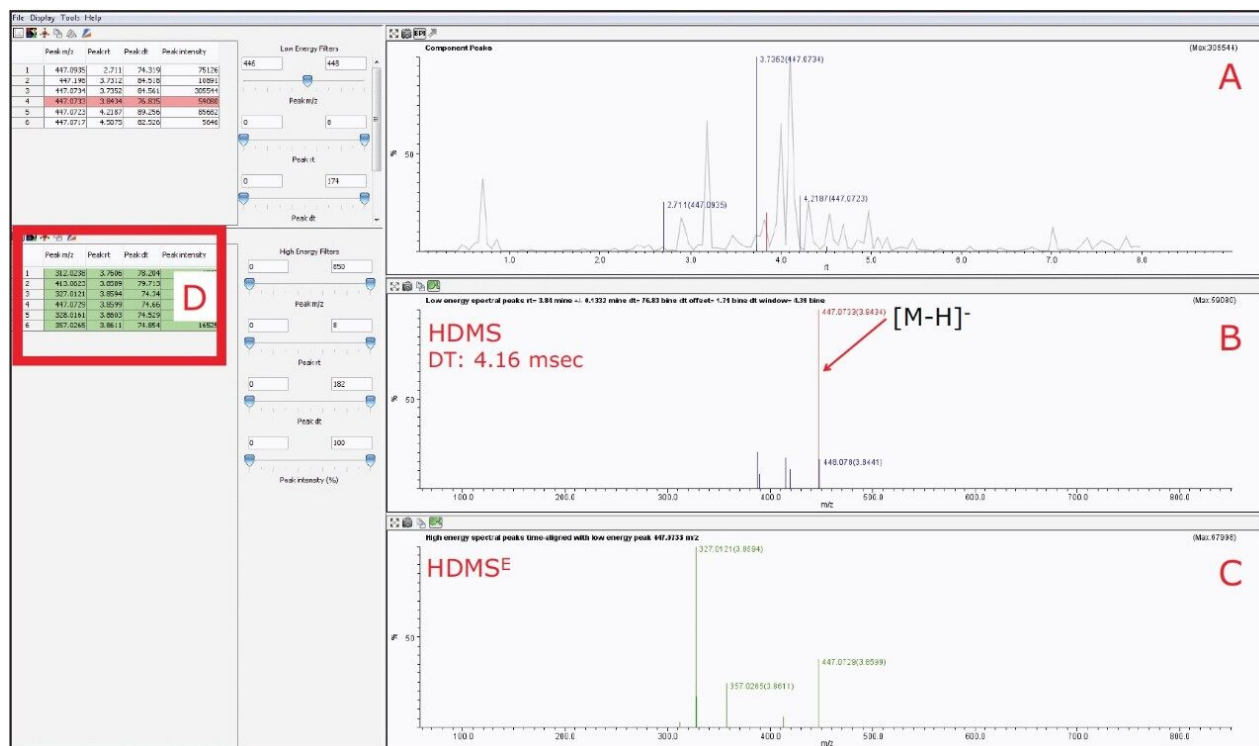 File Display Tools Help
Peak m/z Peak rt Peak dt Peak intensity
1 447.0935 2.711 74.319 75126
2 447.198 3.7312 84.518 10891
3 447.0734 3.7352 84.561 305544
4 447.0733 3.8434 76.835 59080
5 447.0723 4.2187 89.256 85682
6 447.0717 4.5075 82.526 5646
Low Energy Filters
446 448
Peak m/z
0 8
Peak rt
0 174
Peak dt
Peak m/z Peak rt Peak dt Peak intensity
1 312.0238 3.7606 78.204
2 413.0623 3.8589 79.713
3 327.0121 3.8594 74.34
4 447.0729 3.8599 74.66
5 328.0161 3.8603 74.529
6 357.0265 3.8611 74.854 16525
D
High Energy Filters
0 850
Peak m/z
0 8
Peak rt
0 182
Peak dt
0 100
Peak intensity (%)
EPI
Component Peaks
(Max:305544)
A
3.7352(447.0734)
2.711(447.0935)
4.2187(447.0723)
%
50
1.0 2.0 3.0 4.0 5.0 6.0 7.0 8.0
rt
Low energy spectral peaks rt= 3.84 mins +/- 0.1332 mins dt= 76.83 bins dt offset= 1.71 bins dt window= 4.39 bins
(Max:59080)
HDMS
DT: 4.16 msec
447.0733(3.8434)
[M-H]-
B
448.078(3.8441)
%
50
100.0 200.0 300.0 400.0 500.0 600.0 700.0 800.0
m/z
High energy spectral peaks time-aligned with low energy peak 447.0733 m/z
(Max:67998)
HDMSE
327.0121(3.8594)
C
447.0729(3.8599)
357.0265(3.8611)
%
50
100.0 200.0 300.0 400.0 500.0 600.0 700.0 800.0
m/z